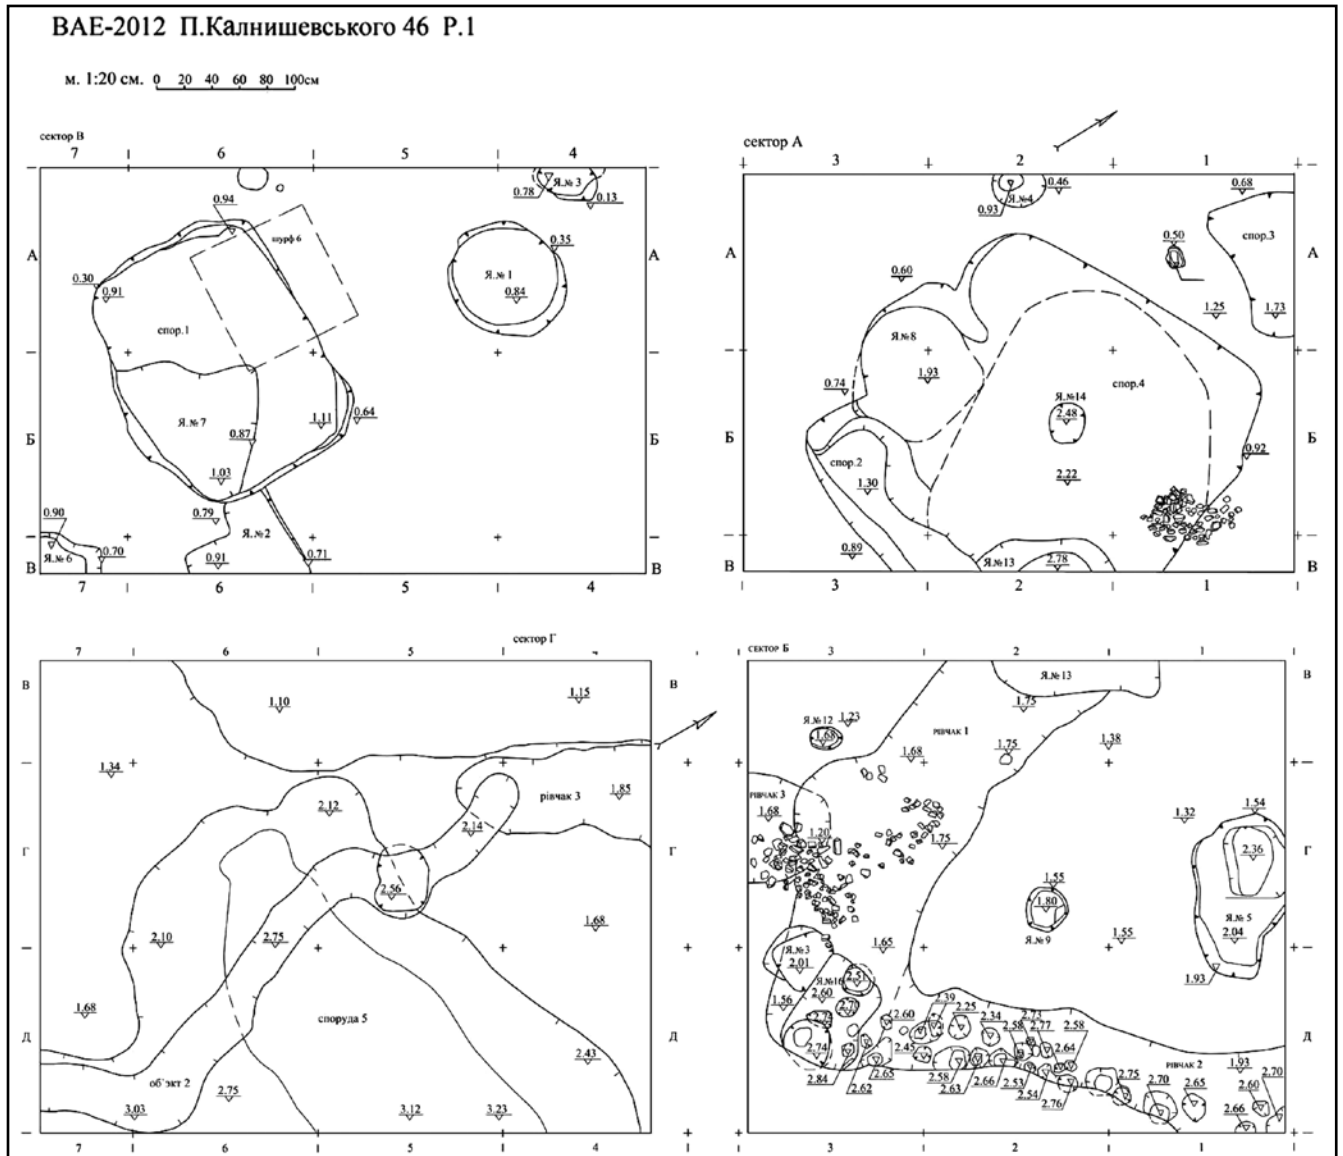 ВАЕ-2012 П.Калнишевського 46 Р.1
м. 1:20 см. 0 20 40 60 80 100см
сектор В
7 6 5 4
0.94
шурф 6
Я.№ 3
0.78
0.13
А
0.35
А
Я.№ 1
0.30
0.91
0.84
спор.1
Я.№ 7
1.11
0.64
Б
0.87
Б
1.03
0.90
0.79
Я.№2
Я.№ 6
0.70
0.91
0.71
В
В
7 6 5 4
сектор А
3 2 1
0.46
0.68
Я.№4
0.93
0.50
спор.3
А
А
0.60
1.25
1.73
Я.№8
1.93
0.74
спор.4
Я.№14
2.48
Б
Б
спор.2
0.92
1.30
2.22
0.89
Я.№13
2.78
В
В
3 2 1
сектор Г
7 6 5
В
В
1.10
1.15
1.34
рівчак 3
1.85
2.12
2.14
Г
Г
2.56
1.68
2.10
2.75
1.68
споруда 5
Д
Д
2.43
об`экт 2
2.75
3.03
3.12
3.23
7 6 5 4
СЕКТОР Б
3 2 1
Я.№ 13
В
1.75
Я.№12
1.23
1.68
РІВЧАК 1
1.38
1.68
1.75
РІВЧАК 3
1.68
1.54
1.32
1.20
1.75
2.36
Г
1.55
1.80
Я.№ 5
Я.№ 9
2.04
1.55
Я.№3
1.65
2.01
2.51
1.93
Я.№16
2.60
1.56
2.39
2.25
2.73
2.60
2.34
2.58
2.77
2.58
Д
2.45
2.64
2.74
РІВЧАК 2
1.93
2.84
2.65
2.58
2.66
2.53
2.75
2.70
2.65
2.60
2.70
2.62
2.63
2.54
2.76
2.66
3 2 1